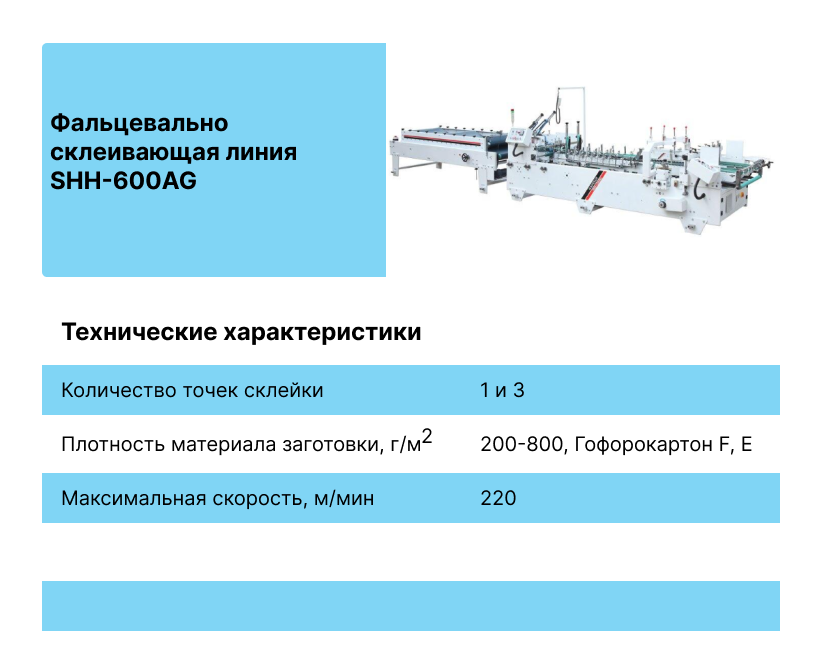 Фальцевально
склеивающая линия
SHH-600AG
Технические характеристики
Количество точек склейки 1 и 3
Плотность материала заготовки, г/м2 200-800, Гофорокартон F, E
Максимальная скорость, м/мин 220